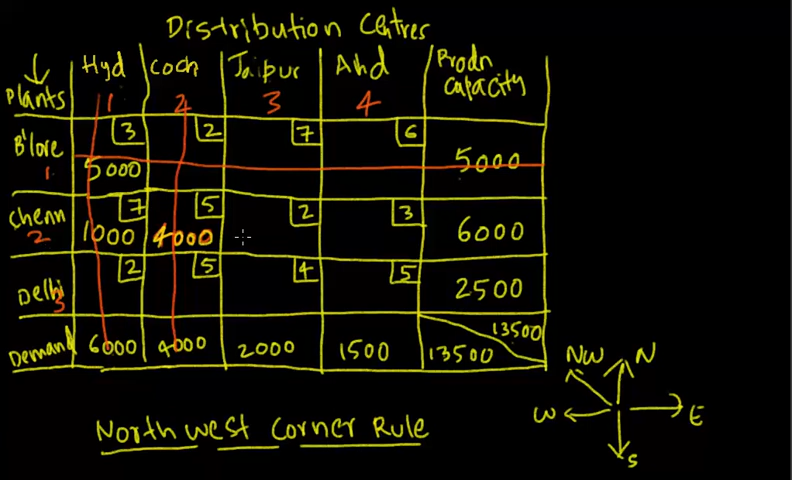 Distribution Centres
Plants Hyd Coch Jaipur Ahd Prodn capacity
1 2 3 4
B'lore 3 2 7 6
1 5000 5000
Chenn 7 5 2 3
2 1000 4000 6000
Delhi 2 5 4 5
3 2500
Demand 6000 4000 2000 1500 13500 13500
North west Corner Rule
NW N
W E
S